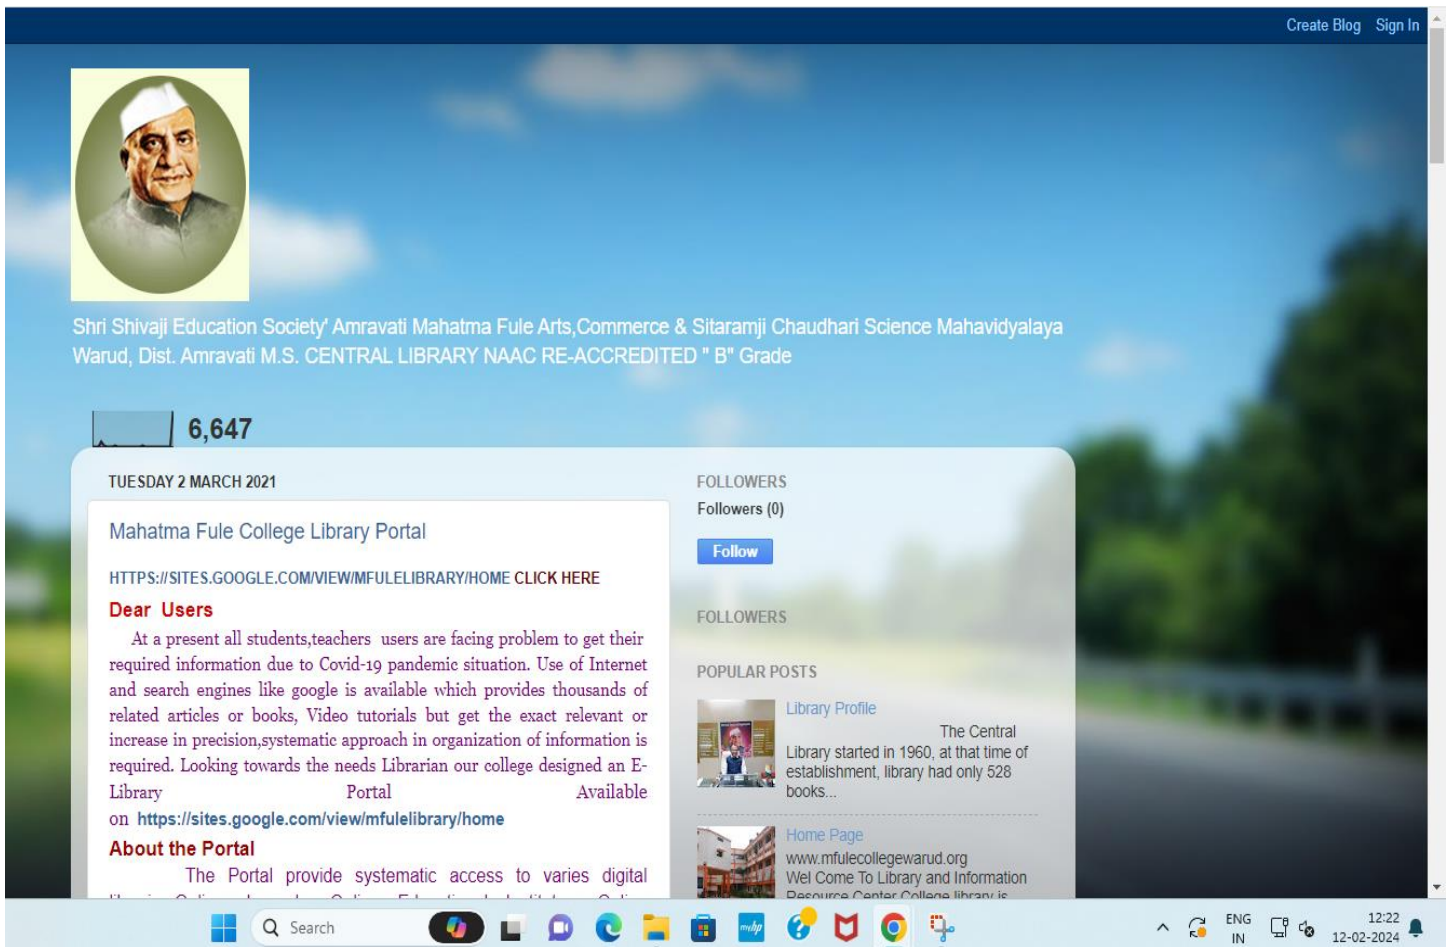 Create Blog Sign In
Shri Shivaji Education Society' Amravati Mahatma Fule Arts,Commerce & Sitaramji Chaudhari Science Mahavidyalaya
Warud, Dist. Amravati M.S. CENTRAL LIBRARY NAAC RE-ACCREDITED " B" Grade
6,647
TUESDAY 2 MARCH 2021
Mahatma Fule College Library Portal
HTTPS://SITES.GOOGLE.COM/VIEW/MFULELIBRARY/HOME CLICK HERE
Dear Users
At a present all students,teachers users are facing problem to get their
required information due to Covid-19 pandemic situation. Use of Internet
and search engines like google is available which provides thousands of
related articles or books, Video tutorials but get the exact relevant or
increase in precision,systematic approach in organization of information is
required. Looking towards the needs Librarian our college designed an E-
Library Portal Available
on https://sites.google.com/view/mfulelibrary/home
About the Portal
The Portal provide systematic access to varies digital
FOLLOWERS
Followers (0)
Follow
FOLLOWERS
POPULAR POSTS
Library Profile
The Central
Library started in 1960, at that time of
establishment, library had only 528
books...
Home Page
www.mfulecollegewarud.org
Wel Come To Library and Information
Resource Center College library is
Search
myhp
ENG
IN
12:22
12-02-2024